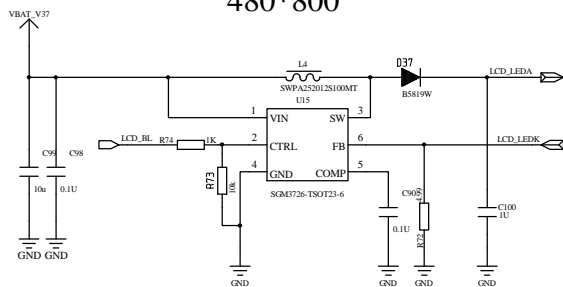 480*800
VBAT_V37
L4
SWPA252012S100MT
D37
B5819W
LCD_LEDA
U15
1
VIN
SW
3
LCD_BL
R74
1K
2
CTRL
FB
6
LCD_LEDK
4
GND
COMP
5
SGM3726-TSOT23-6
R73
10k
C99
10u
C98
0.1U
C90
0.1U
4.99
R72
C100
1U
GND
GND
GND
GND
GND
GND